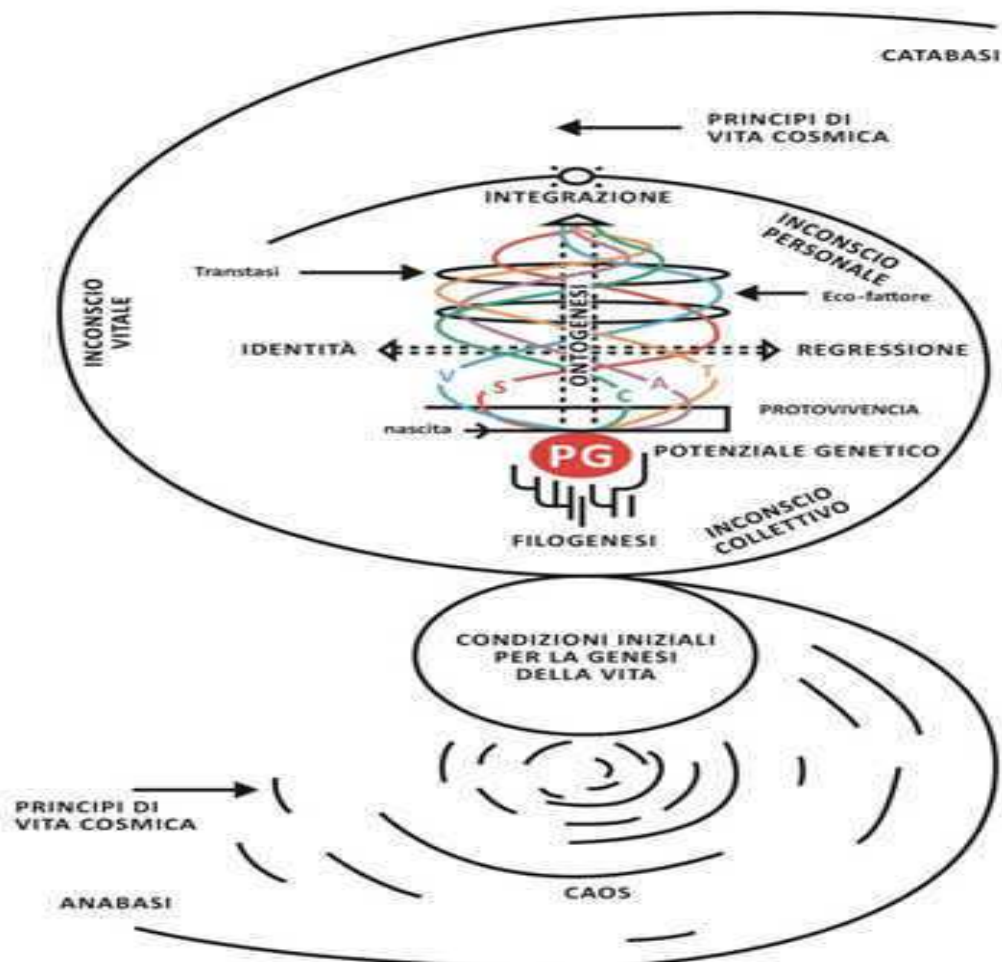 CATABASI
PRINCIPI DI
VITA COSMICA
INTEGRAZIONE
INCONSCIO
PERSONALE
Transtasi
Eco-fattore
INCONSCIO
VITALE
ONTOGENESI
IDENTITÀ
REGRESSIONE
V
S
C
A
T
PROTOVIVENCIA
nascita
PG
POTENZIALE GENETICO
INCONSCIO
COLLETTIVO
FILOGENESI
CONDIZIONI INIZIALI
PER LA GENESI
DELLA VITA
PRINCIPI DI
VITA COSMICA
CAOS
ANABASI